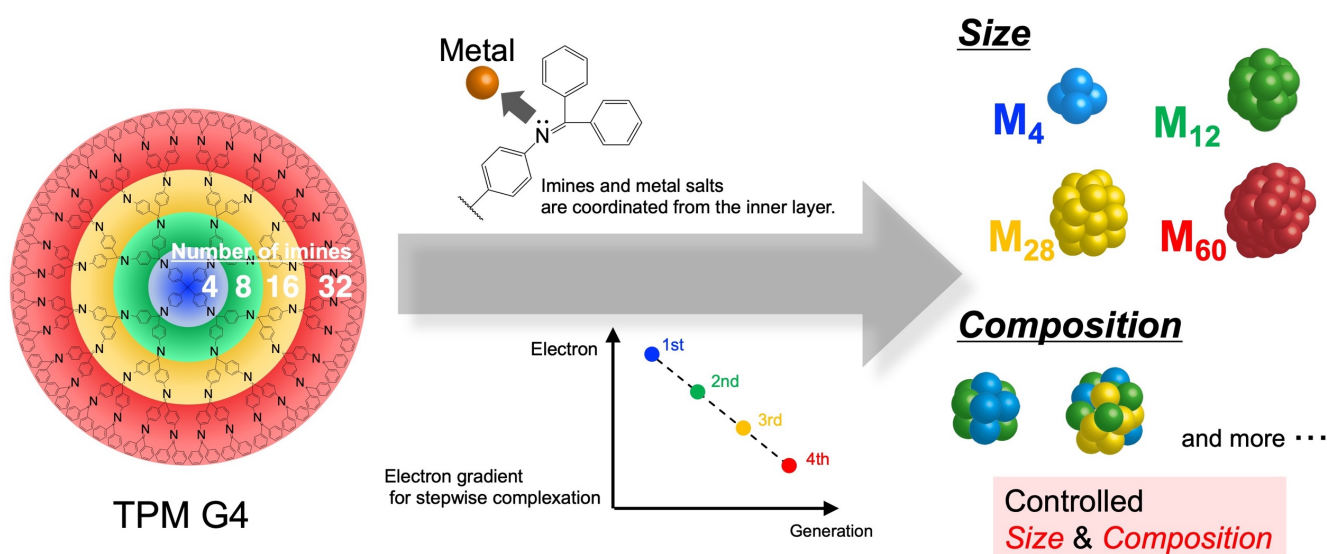 Number of imines
4 8 16 32
TPM G4
Metal
N
Imines and metal salts
are coordinated from the inner layer.
Electron
1st
2nd
3rd
4th
Electron gradient
for stepwise complexation
Generation
Size
M4
M12
M28
M60
Composition
and more ···
Controlled
Size & Composition